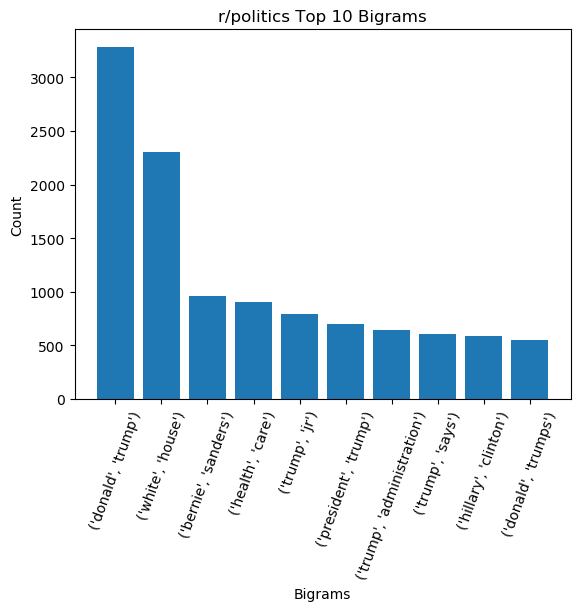 r/politics Top 10 Bigrams
3000
2500
2000
1500
1000
500
0
Count
('donald', 'trump')
('white', 'house')
('bernie', 'sanders')
('health', 'care')
('trump', 'jr')
('president', 'trump')
('trump', 'administration')
('trump', 'says')
('hillary', 'clinton')
('donald', 'trumps')
Bigrams